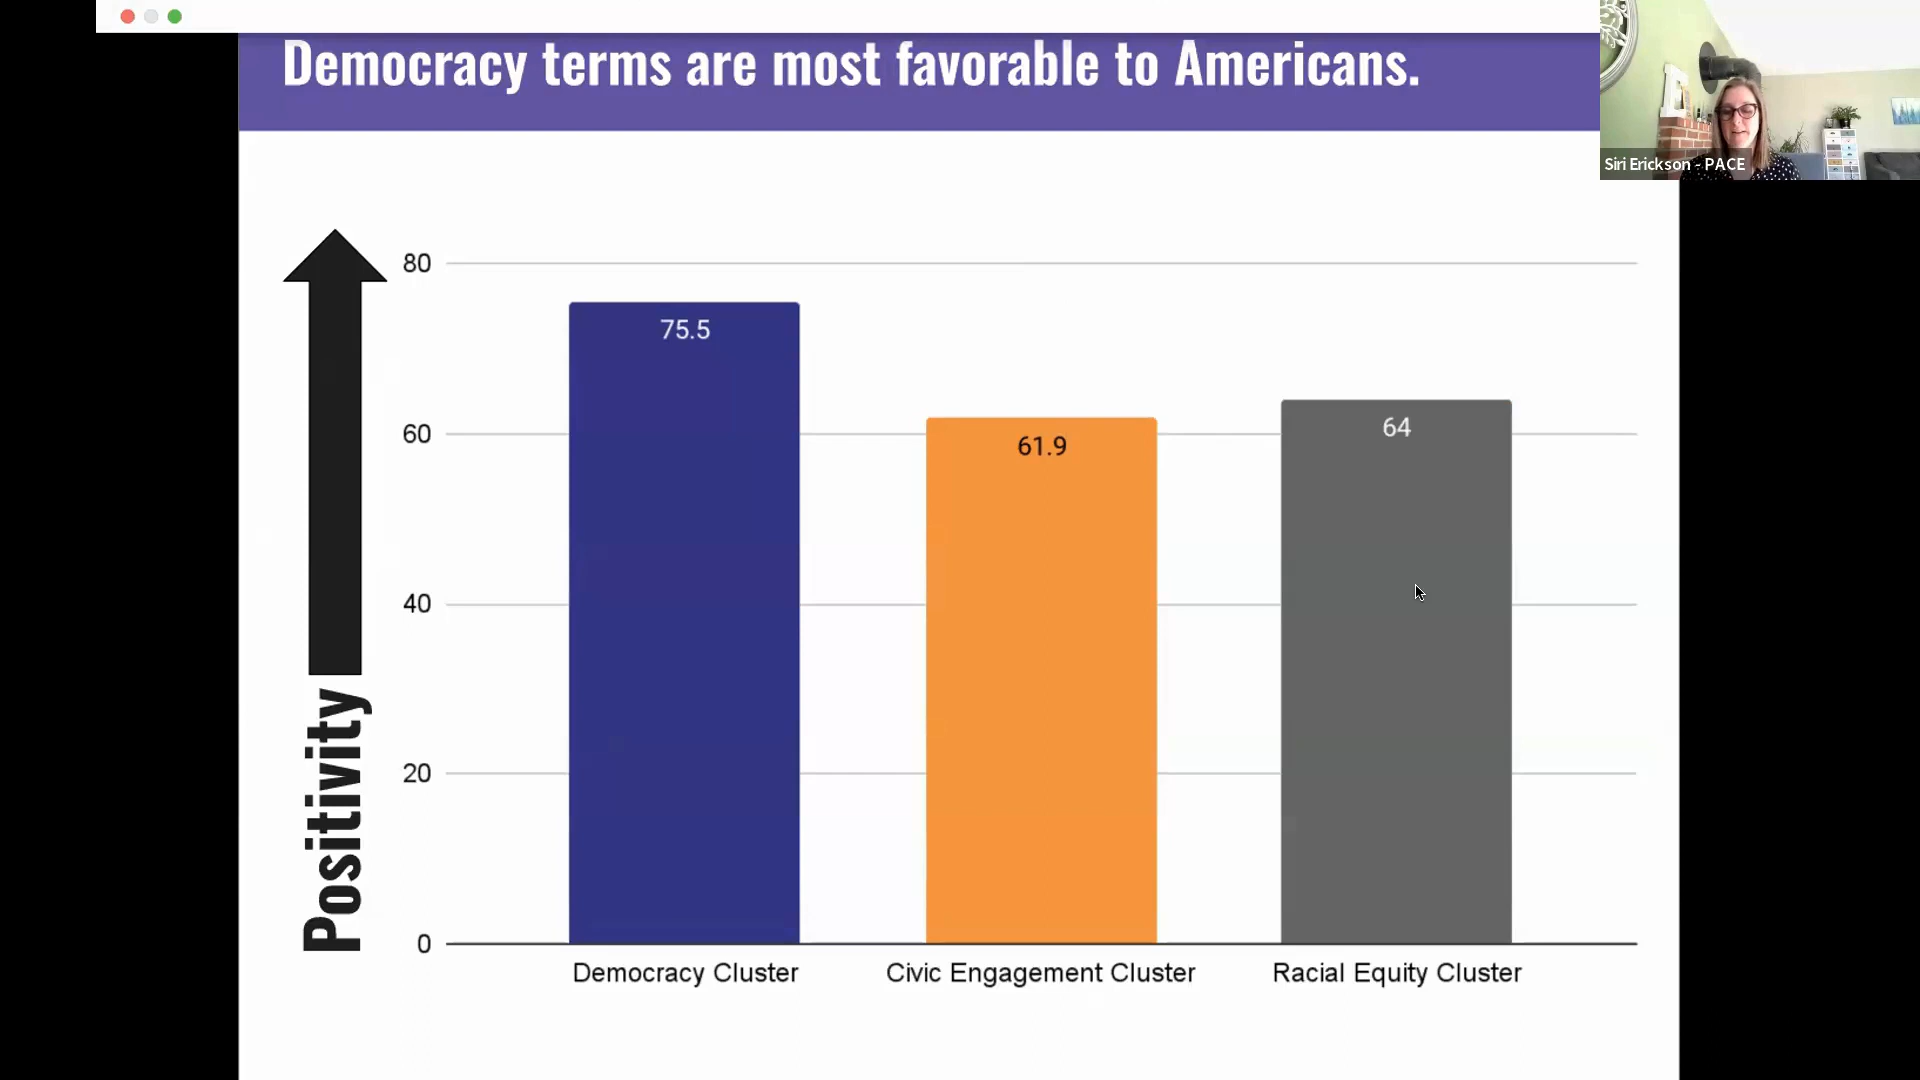 Democracy terms are most favorable to Americans.
Siri Erickson - PACE
Positivity
80
60
40
20
0
75.5
61.9
64
Democracy Cluster
Civic Engagement Cluster
Racial Equity Cluster